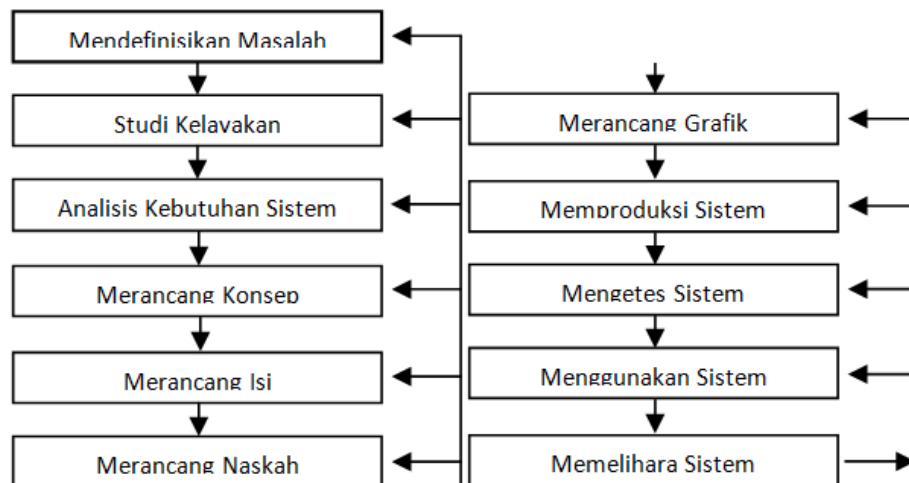 Mendefinisikan Masalah
Studi Kelayakan
Analisis Kebutuhan Sistem
Merancang Konsep
Merancang Isi
Merancang Naskah
Merancang Grafik
Memproduksi Sistem
Mengetes Sistem
Menggunakan Sistem
Memelihara Sistem